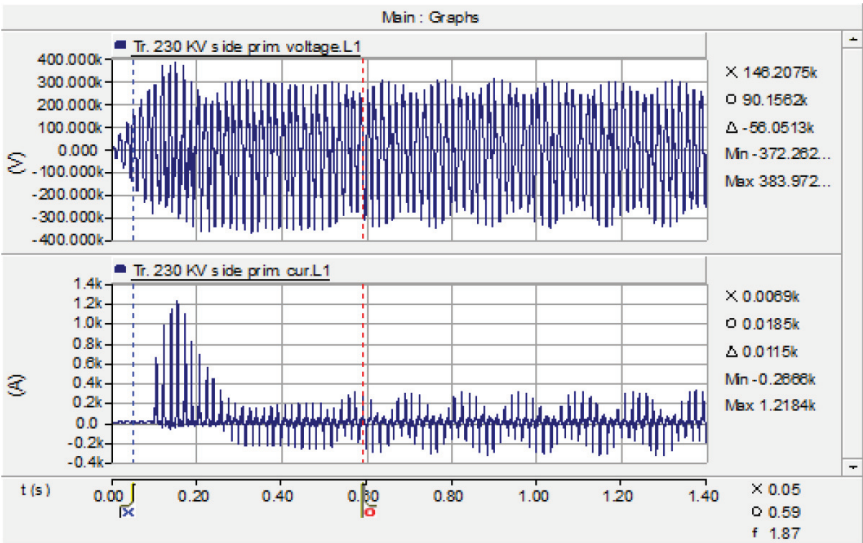 Main : Graphs
Tr. 230 KV side prim. voltage.L1
400.000k
300.000k
200.000k
100.000k
0.000
-100.000k
-200.000k
-300.000k
-400.000k
(V)
X 146.2075k
O 90.1562k
Δ -56.0513k
Min -372.262...
Max 383.972...
Tr. 230 KV side prim. cur.L1
1.4k
1.2k
1.0k
0.8k
0.6k
0.4k
0.2k
0.0
-0.2k
-0.4k
(A)
X 0.0069k
O 0.0185k
Δ 0.0115k
Min -0.2666k
Max 1.2184k
t (s) 0.00 0.20 0.40 0.60 0.80 1.00 1.20 1.40
X O
X 0.05
O 0.59
f 1.87